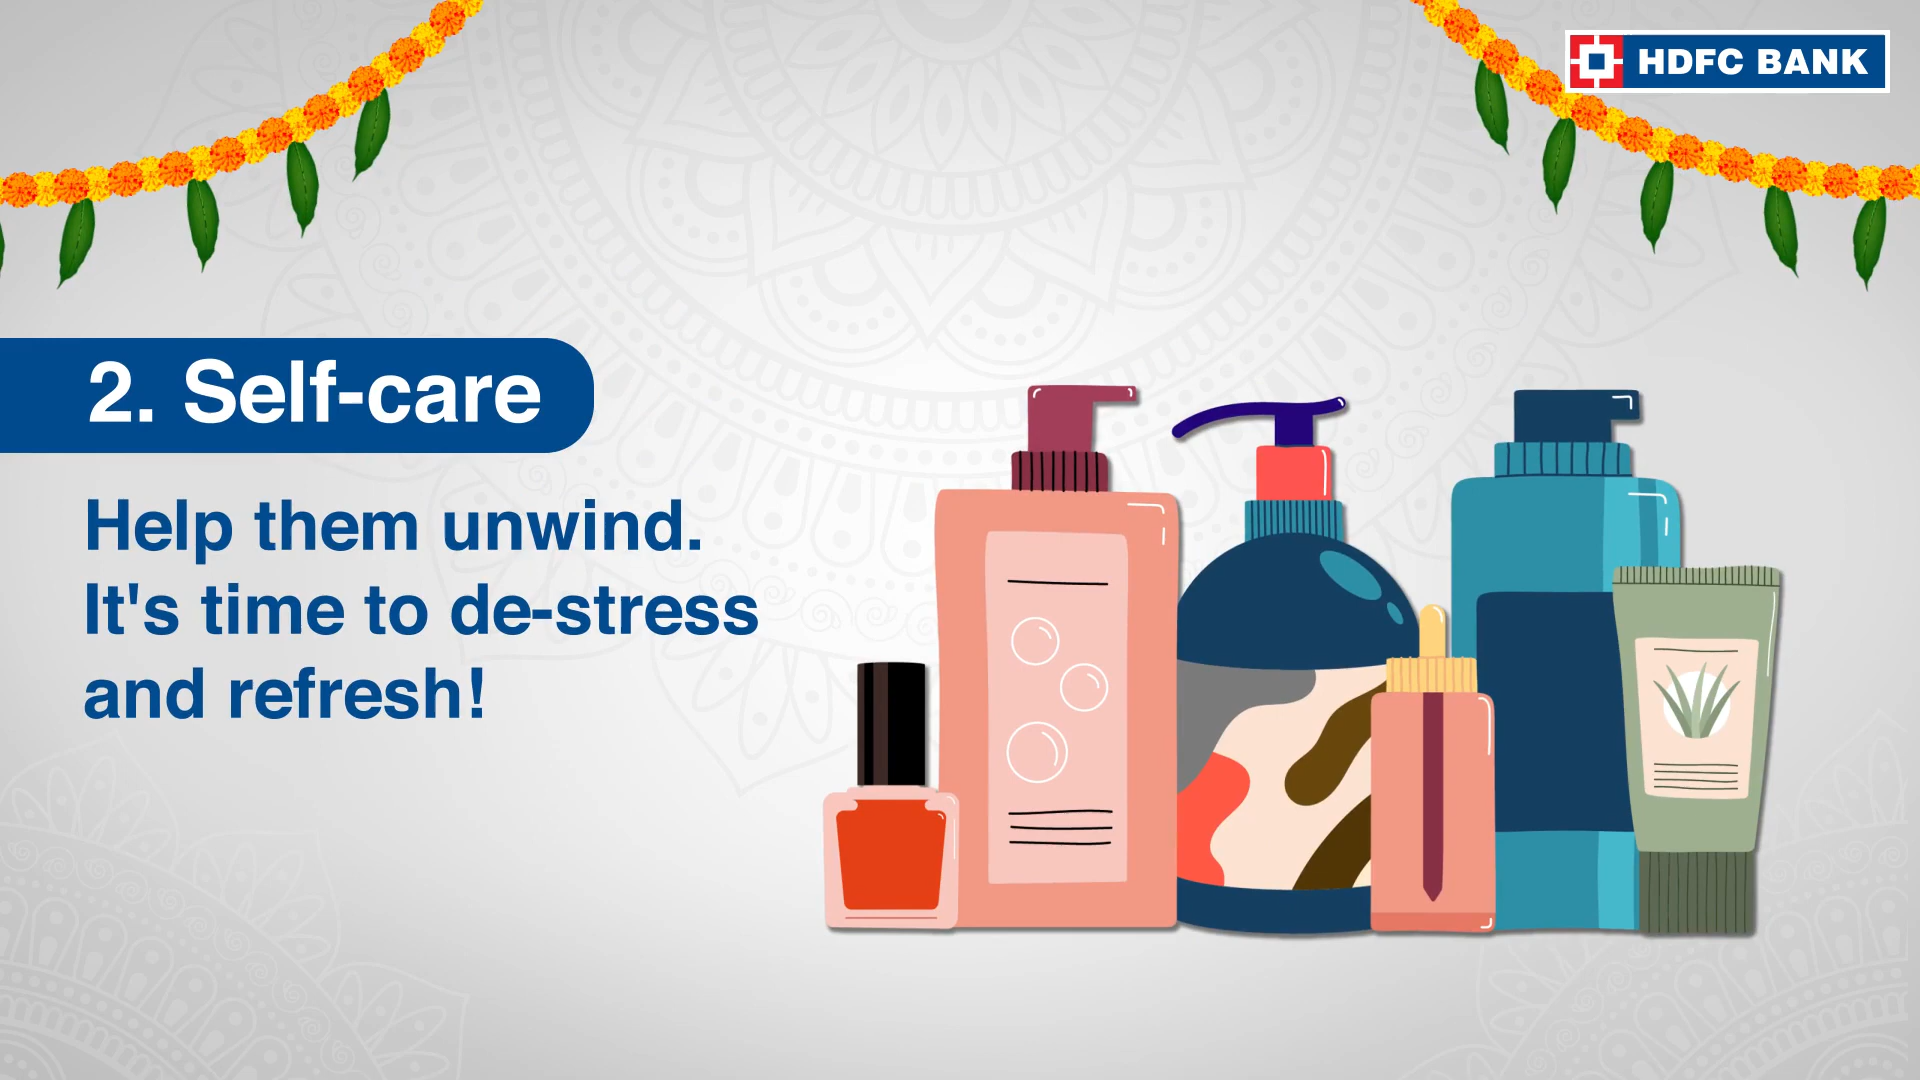 HDFC BANK
2. Self-care
Help them unwind.
It's time to de-stress
and refresh!